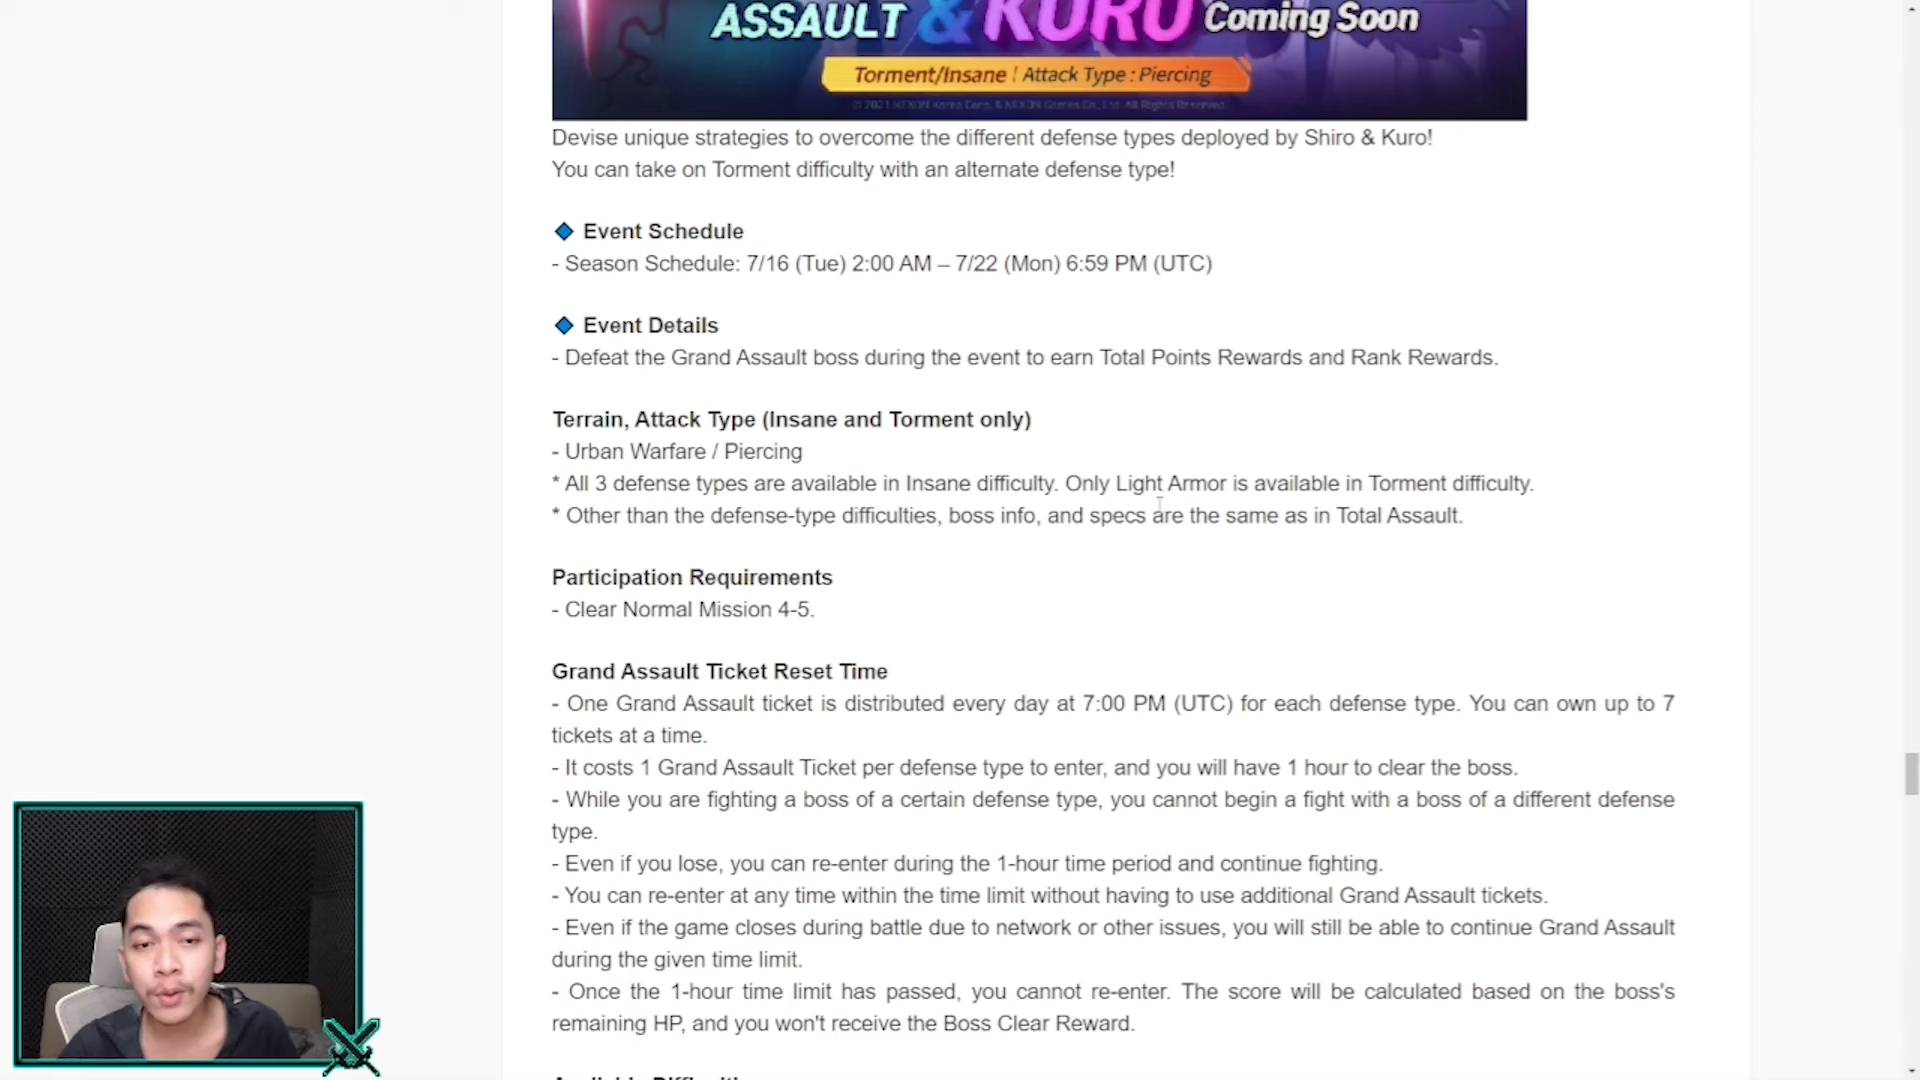 ASSAULT & KURO Coming Soon
Torment/Insane | Attack Type : Piercing
© 2021 NEXON Korea Corp. & NEXON Games Co., Ltd. All Rights Reserved.
Devise unique strategies to overcome the different defense types deployed by Shiro & Kuro!
You can take on Torment difficulty with an alternate defense type!
Event Schedule
- Season Schedule: 7/16 (Tue) 2:00 AM – 7/22 (Mon) 6:59 PM (UTC)
Event Details
- Defeat the Grand Assault boss during the event to earn Total Points Rewards and Rank Rewards.
Terrain, Attack Type (Insane and Torment only)
- Urban Warfare / Piercing
* All 3 defense types are available in Insane difficulty. Only Light Armor is available in Torment difficulty.
* Other than the defense-type difficulties, boss info, and specs are the same as in Total Assault.
Participation Requirements
- Clear Normal Mission 4-5.
Grand Assault Ticket Reset Time
- One Grand Assault ticket is distributed every day at 7:00 PM (UTC) for each defense type. You can own up to 7
tickets at a time.
- It costs 1 Grand Assault Ticket per defense type to enter, and you will have 1 hour to clear the boss.
- While you are fighting a boss of a certain defense type, you cannot begin a fight with a boss of a different defense
type.
- Even if you lose, you can re-enter during the 1-hour time period and continue fighting.
- You can re-enter at any time within the time limit without having to use additional Grand Assault tickets.
- Even if the game closes during battle due to network or other issues, you will still be able to continue Grand Assault
during the given time limit.
- Once the 1-hour time limit has passed, you cannot re-enter. The score will be calculated based on the boss's
remaining HP, and you won't receive the Boss Clear Reward.